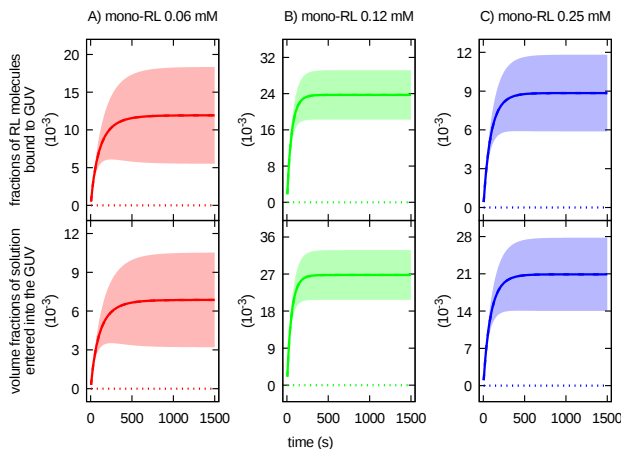 A) mono-RL 0.06 mM B) mono-RL 0.12 mM C) mono-RL 0.25 mM
fractions of RL molecules
bound to GUV
(10⁻³) (10⁻³) (10⁻³)
20 32 12
15 24 9
10 16 6
5 8 3
0 0 0
volume fractions of solution
entered into the GUV
(10⁻³) (10⁻³) (10⁻³)
9 36 28
6 27 21
3 18 14
0 9 7
0 0
0 500 1000 1500 0 500 1000 1500 0 500 1000 1500
time (s)